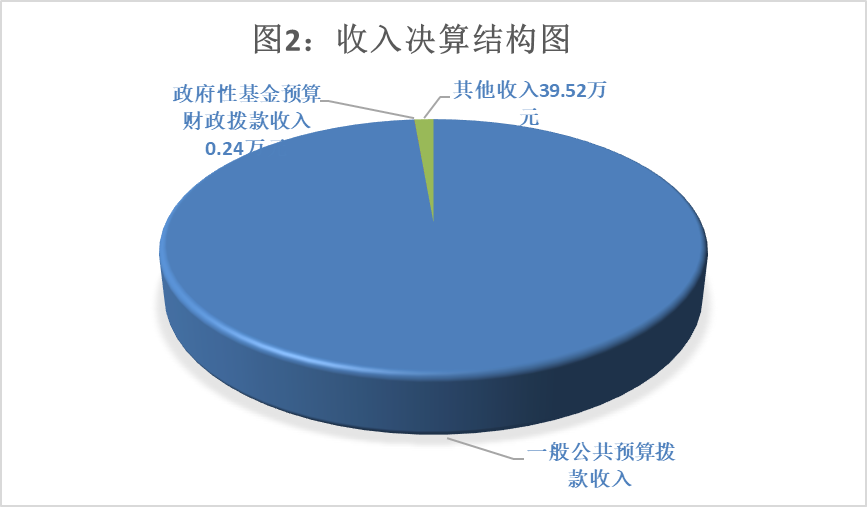 图2：收入决算结构图
政府性基金预算
财政拨款收入
0.24万
其他收入39.52万
元
一般公共预算拨
款收入